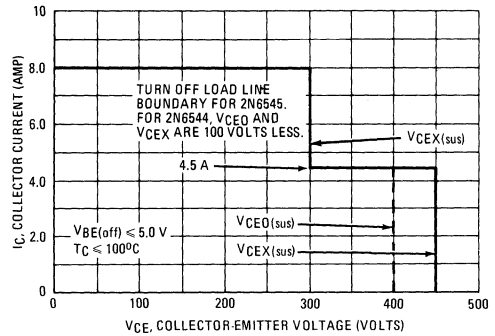 10
8.0
6.0
4.0
2.0
0
IC, COLLECTOR CURRENT (AMP)
TURN OFF LOAD LINE
BOUNDARY FOR 2N6545.
FOR 2N6544, VCEO AND
VCEX ARE 100 VOLTS LESS.
VCEX(sus)
4.5 A
VCEO(sus)
VCEX(sus)
VBE(off) ≤ 5.0 V
TC ≤ 100°C
0 100 200 300 400 500
VCE, COLLECTOR-EMITTER VOLTAGE (VOLTS)